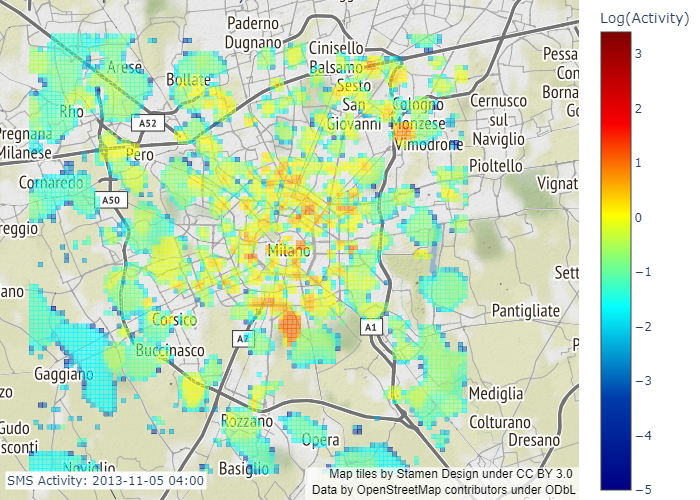 Log(Activity)
Paderno
Dugnano
Cinisello
Balsamo
Sesto
San
Giovanni
Arese
Bollate
Rho
A52
Cologno
Monzese
Vimodrone
Cernusco
sul
Naviglio
Pioltello
Pessa
Con
Borna
Go
Pregnana
Milanese
Pero
Cornaredo
A50
Vignat
reggio
Milano
Sett
ano
Corsico
A7
A1
Pantigliate
Buccinasco
Gaggiano
P
zo
Mediglia
Colturano
Dresano
Gudo
sconti
Rozzano
Opera
Noviglio
Basiglio
SMS Activity: 2013-11-05 04:00
Map tiles by Stamen Design under CC BY 3.0
Data by OpenStreetMap contributors under ODbL
3
2
1
0
−1
−2
−3
−4
−5